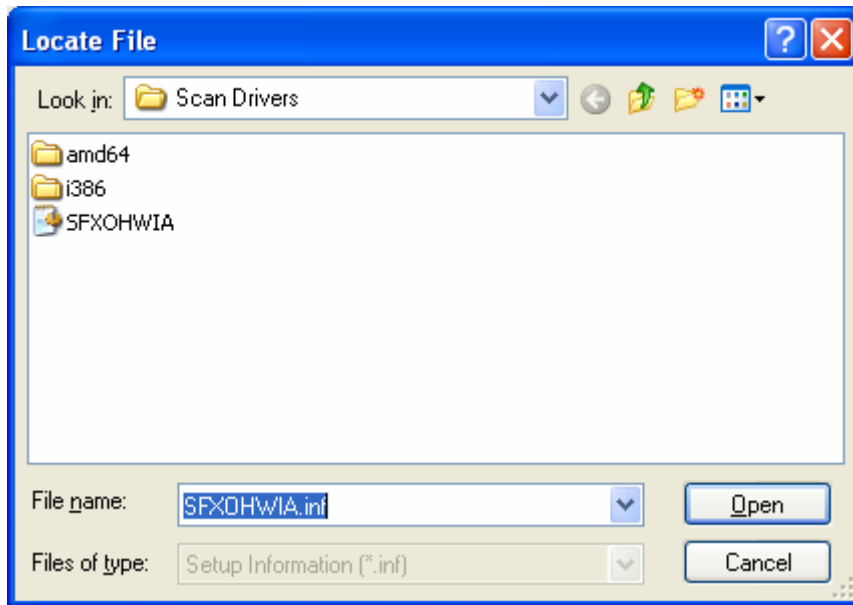 Locate File
Look in: Scan Drivers
amd64
i386
SFXOHWIA
File name: SFXOHWIA.inf Open
Files of type: Setup Information (*.inf) Cancel